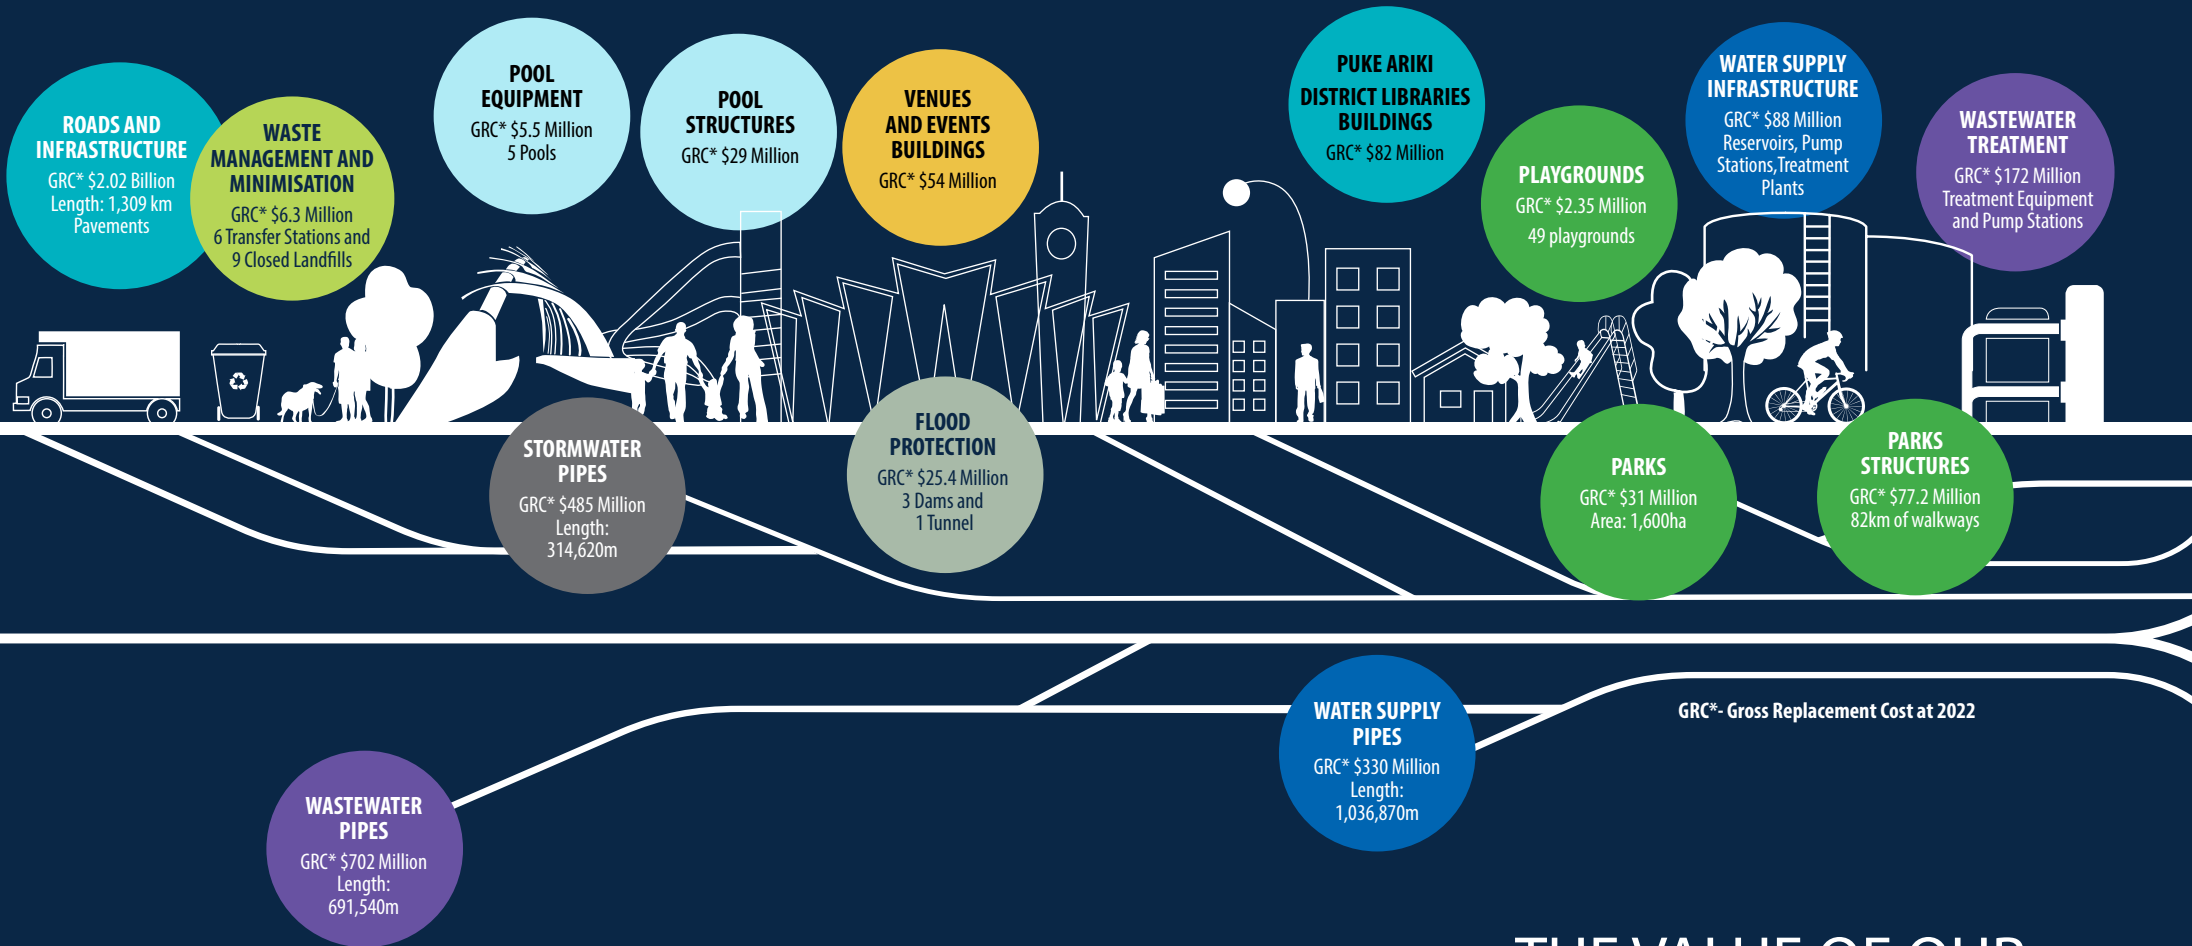 ROADS AND
INFRASTRUCTURE
GRC* $2.02 Billion
Length: 1,309 km
Pavements
WASTE
MANAGEMENT AND
MINIMISATION
GRC* $6.3 Million
6 Transfer Stations and
9 Closed Landfills
POOL
EQUIPMENT
GRC* $5.5 Million
5 Pools
POOL
STRUCTURES
GRC* $29 Million
VENUES
AND EVENTS
BUILDINGS
GRC* $54 Million
PUKE ARIKI
DISTRICT LIBRARIES
BUILDINGS
GRC* $82 Million
PLAYGROUNDS
GRC* $2.35 Million
49 playgrounds
WATER SUPPLY
INFRASTRUCTURE
GRC* $88 Million
Reservoirs, Pump
Stations,Treatment
Plants
WASTEWATER
TREATMENT
GRC* $172 Million
Treatment Equipment
and Pump Stations
STORMWATER
PIPES
GRC* $485 Million
Length:
314,620m
FLOOD
PROTECTION
GRC* $25.4 Million
3 Dams and
1 Tunnel
PARKS
GRC* $31 Million
Area: 1,600ha
PARKS
STRUCTURES
GRC* $77.2 Million
82km of walkways
WATER SUPPLY
PIPES
GRC* $330 Million
Length:
1,036,870m
GRC*- Gross Replacement Cost at 2022
WASTEWATER
PIPES
GRC* $702 Million
Length:
691,540m
THE VALUE OF OUR